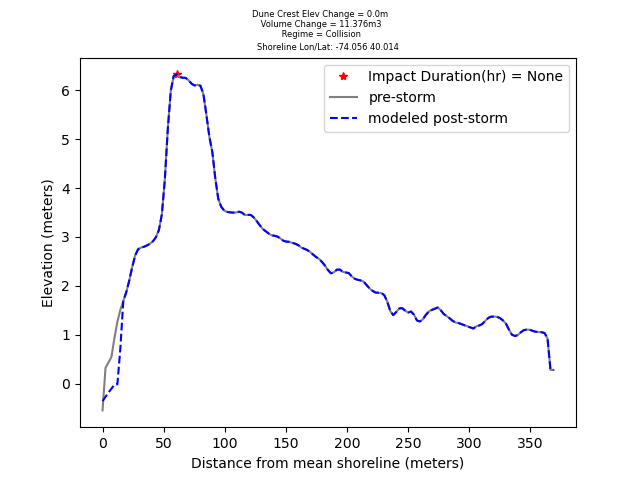 Dune Crest Elev Change = 0.0m
Volume Change = 11.376m3
Regime = Collision
Shoreline Lon/Lat: -74.056 40.014
Impact Duration(hr) = None
pre-storm
modeled post-storm
Elevation (meters)
6
5
4
3
2
1
0
0 50 100 150 200 250 300 350
Distance from mean shoreline (meters)